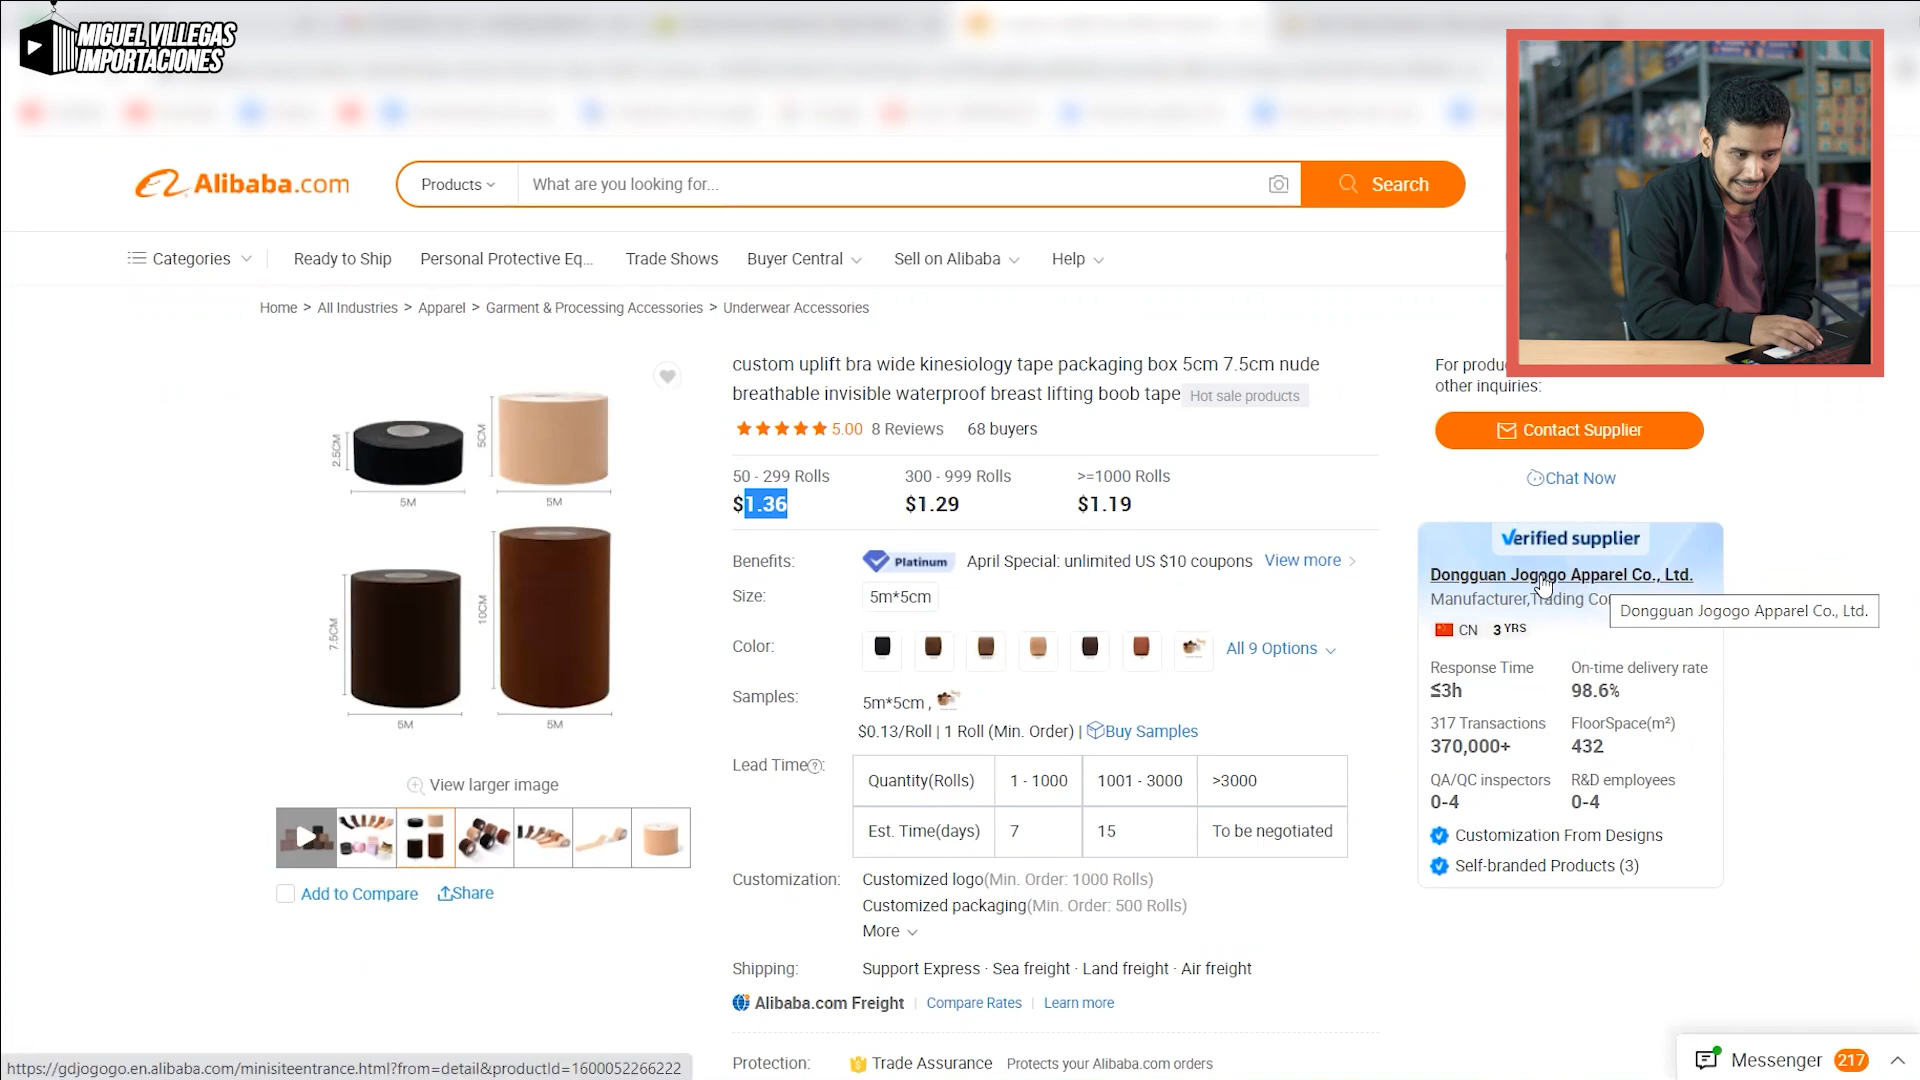 MIGUEL VILLEGAS
IMPORTACIONES
Alibaba.com
Products
What are you looking for...
Search
Categories
Ready to Ship
Personal Protective Eq...
Trade Shows
Buyer Central
Sell on Alibaba
Help
Home > All Industries > Apparel > Garment & Processing Accessories > Underwear Accessories
custom uplift bra wide kinesiology tape packaging box 5cm 7.5cm nude
breathable invisible waterproof breast lifting boob tape Hot sale products
5.00 8 Reviews 68 buyers
50 - 299 Rolls
$1.36
300 - 999 Rolls
$1.29
>=1000 Rolls
$1.19
Benefits: Platinum April Special: unlimited US $10 coupons View more >
Size: 5m*5cm
Color: All 9 Options
Samples: 5m*5cm ,
$0.13/Roll | 1 Roll (Min. Order) | Buy Samples
Lead Time?:
Quantity(Rolls) 1 - 1000 1001 - 3000 >3000
Est. Time(days) 7 15 To be negotiated
Customization: Customized logo(Min. Order: 1000 Rolls)
Customized packaging(Min. Order: 500 Rolls)
More
Shipping: Support Express · Sea freight · Land freight · Air freight
Alibaba.com Freight | Compare Rates | Learn more
Protection: Trade Assurance Protects your Alibaba.com orders
2.5CM
5M
5CM
5M
7.5CM
5M
10CM
5M
View larger image
Add to Compare
Share
For produ
other inquiries:
Contact Supplier
Chat Now
Verified supplier
Dongguan Jogogo Apparel Co., Ltd.
Manufacturer,Trading Co
Dongguan Jogogo Apparel Co., Ltd.
CN 3 YRS
Response Time
≤3h
On-time delivery rate
98.6%
317 Transactions
370,000+
FloorSpace(m²)
432
QA/QC inspectors
0-4
R&D employees
0-4
Customization From Designs
Self-branded Products (3)
https://gdjogogo.en.alibaba.com/minisiteentrance.html?from=detail&productId=1600052266222
Messenger 217